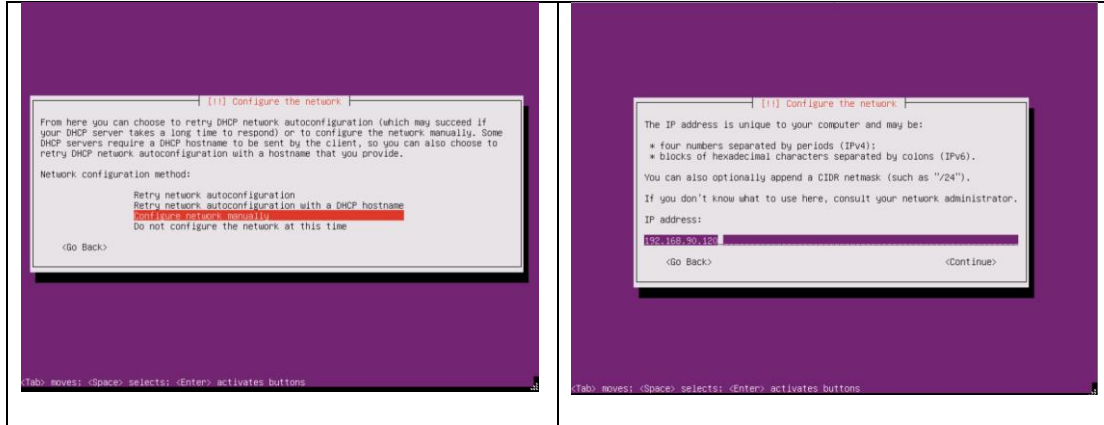 [!!] Configure the network
From here you can choose to retry DHCP network autoconfiguration (which may succeed if
your DHCP server takes a long time to respond) or to configure the network manually. Some
DHCP servers require a DHCP hostname to be sent by the client, so you can also choose to
retry DHCP network autoconfiguration with a hostname that you provide.
Network configuration method:
Retry network autoconfiguration
Retry network autoconfiguration with a DHCP hostname
Configure network manually
Do not configure the network at this time
<Go Back>
<Tab> moves; <Space> selects; <Enter> activates buttons
[!!] Configure the network
The IP address is unique to your computer and may be:
* four numbers separated by periods (IPv4);
* blocks of hexadecimal characters separated by colons (IPv6).
You can also optionally append a CIDR netmask (such as "/24").
If you don't know what to use here, consult your network administrator.
IP address:
192.168.90.120
<Go Back> <Continue>
<Tab> moves; <Space> selects; <Enter> activates buttons